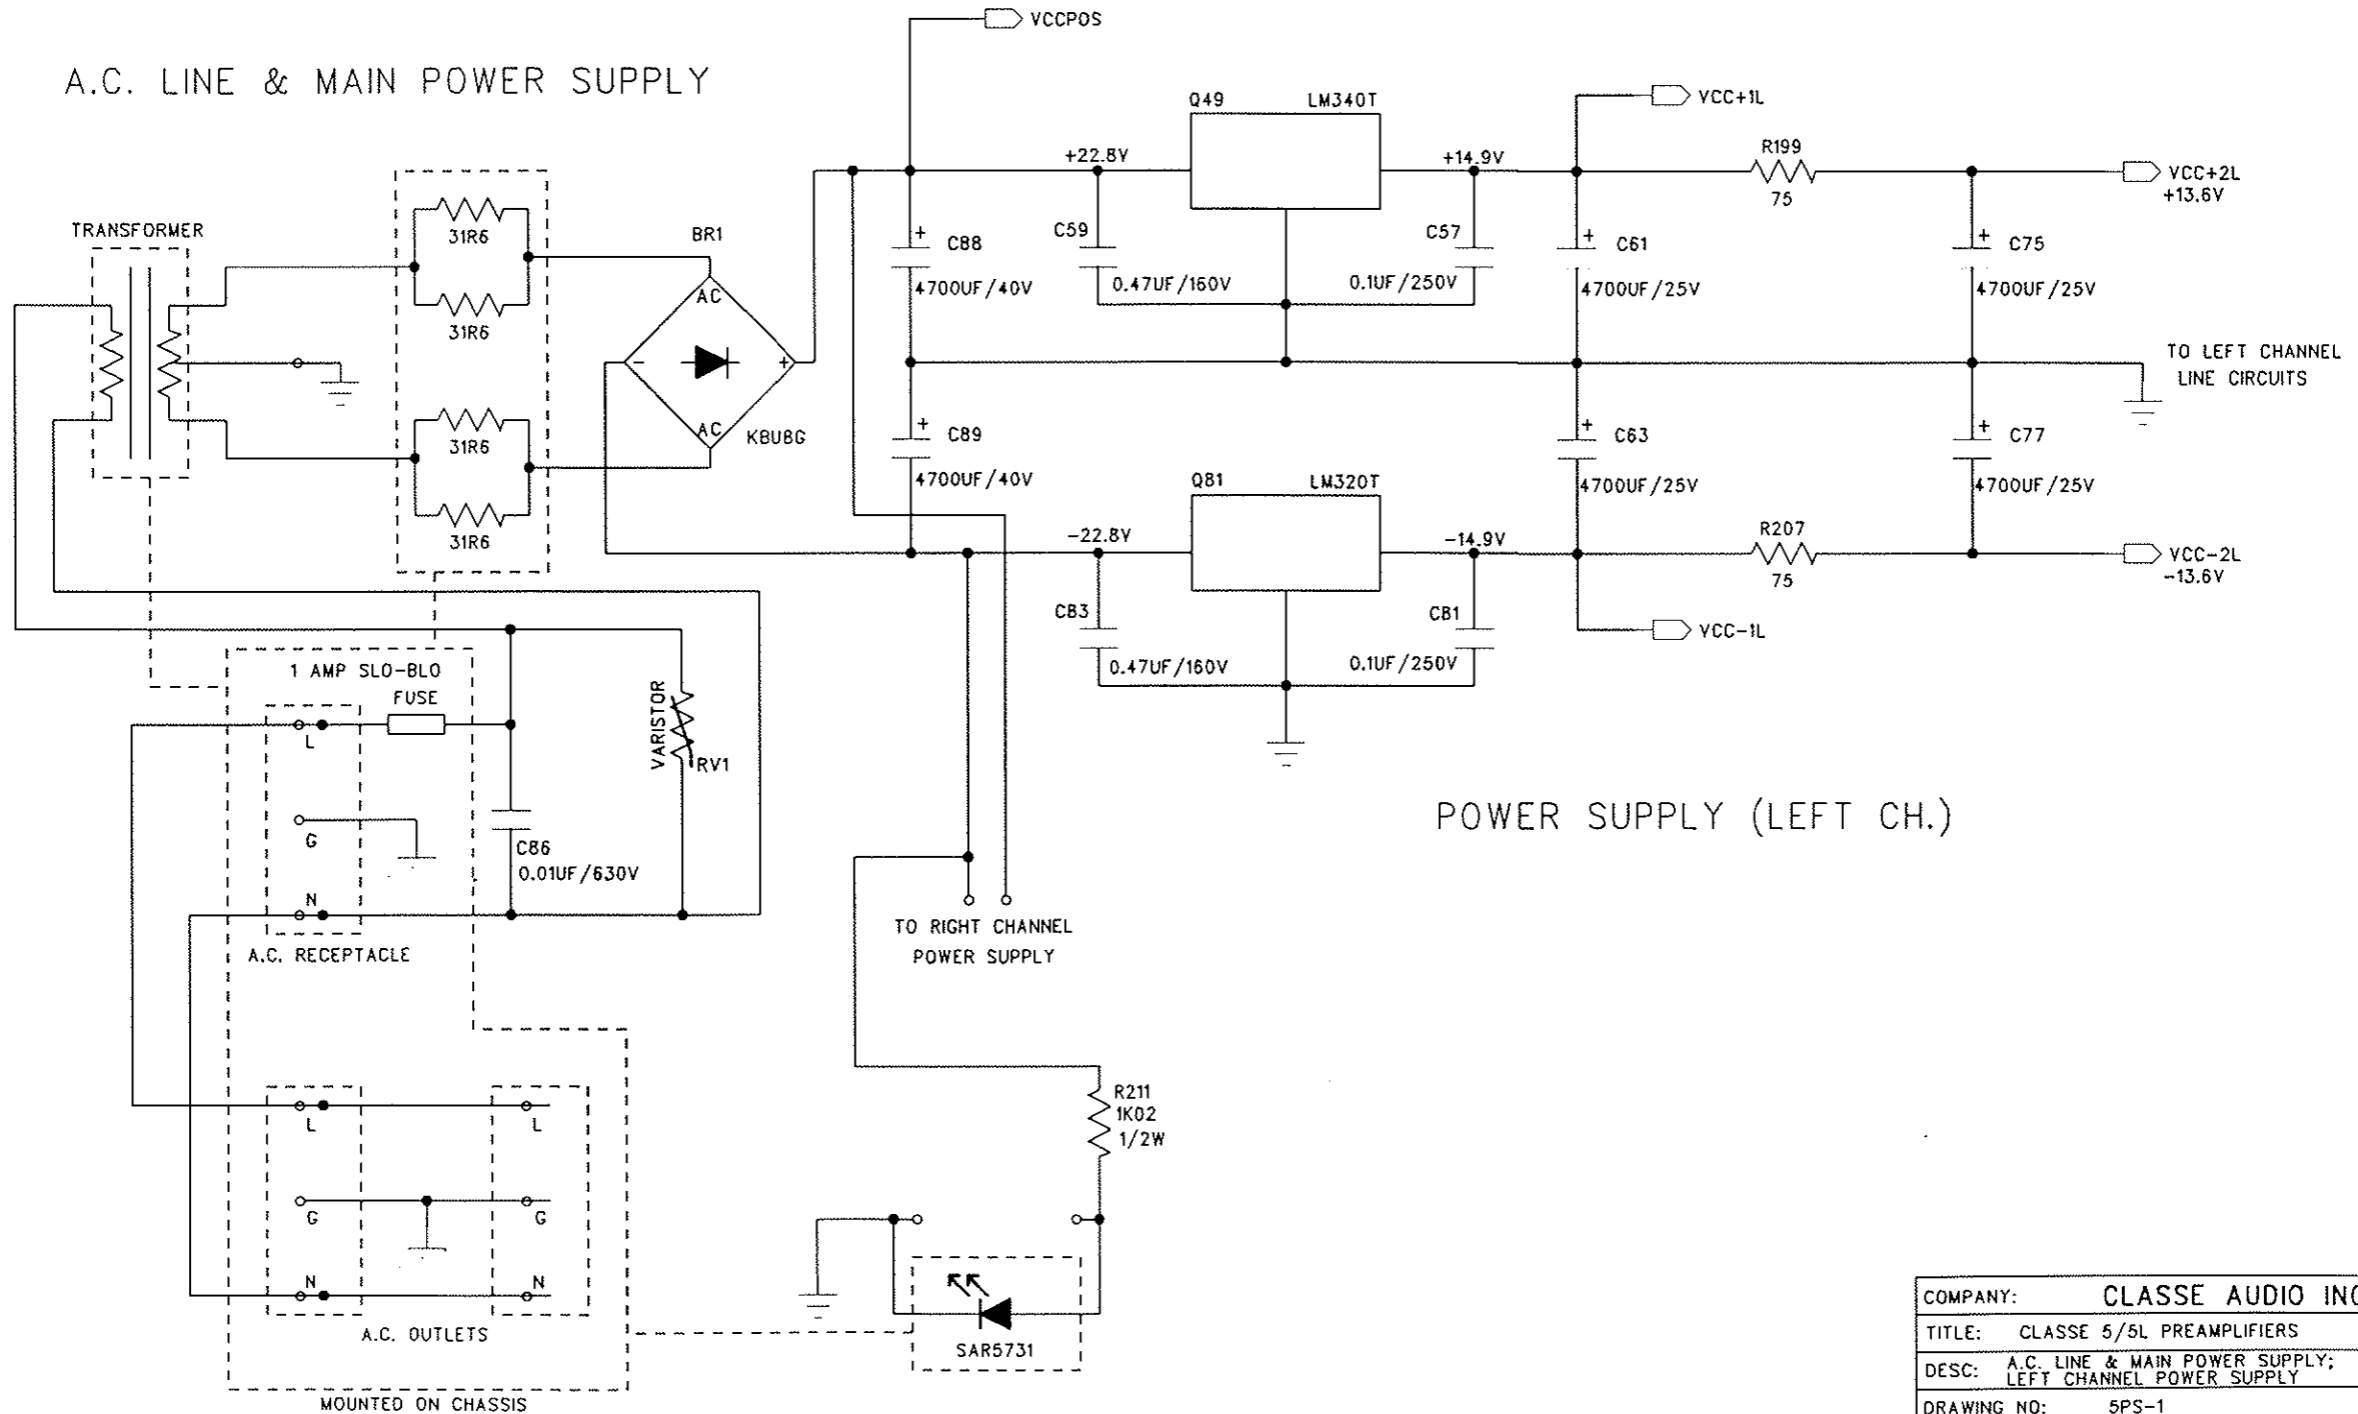 VCCPOS
A.C. LINE & MAIN POWER SUPPLY
Q49 LM340T
VCC+1L
+22.8V
+14.9V
R199
75
VCC+2L
+13.6V
TRANSFORMER
31R6
31R6
31R6
31R6
BR1
AC
-
+
AC
KBU8G
+
C88
4700UF/40V
C59
0.47UF/160V
C57
0.1UF/250V
+
C61
4700UF/25V
+
C75
4700UF/25V
TO LEFT CHANNEL
LINE CIRCUITS
+
C89
4700UF/40V
Q81 LM320T
+
C63
4700UF/25V
+
C77
4700UF/25V
-22.8V
-14.9V
R207
75
VCC-2L
-13.6V
C83
0.47UF/160V
C81
0.1UF/250V
VCC-1L
1 AMP SLO-BLO
FUSE
L
G
N
A.C. RECEPTACLE
VARISTOR
RV1
C86
0.01UF/630V
POWER SUPPLY (LEFT CH.)
TO RIGHT CHANNEL
POWER SUPPLY
R211
1K02
1/2W
L
L
G
G
N
N
A.C. OUTLETS
SAR5731
MOUNTED ON CHASSIS
COMPANY: CLASSE AUDIO INC
TITLE: CLASSE 5/5L PREAMPLIFIERS
DESC: A.C. LINE & MAIN POWER SUPPLY;
LEFT CHANNEL POWER SUPPLY
DRAWING NO: 5PS-1